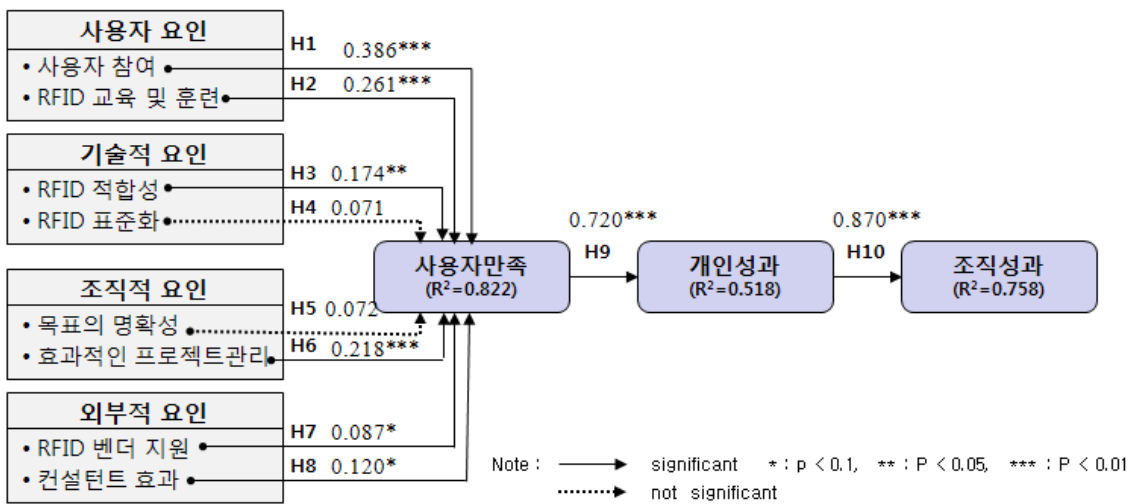 사용자 요인
• 사용자 참여
• RFID 교육 및 훈련
H1 0.386***
H2 0.261***
기술적 요인
• RFID 적합성
• RFID 표준화
H3 0.174**
H4 0.071
조직적 요인
• 목표의 명확성
• 효과적인 프로젝트관리
H5 0.072
H6 0.218***
외부적 요인
• RFID 벤더 지원
• 컨설턴트 효과
H7 0.087*
H8 0.120*
사용자만족
(R²=0.822)
0.720***
H9
개인성과
(R²=0.518)
0.870***
H10
조직성과
(R²=0.758)
Note : significant * : p < 0.1, ** : P < 0.05, *** : P < 0.01
not significant